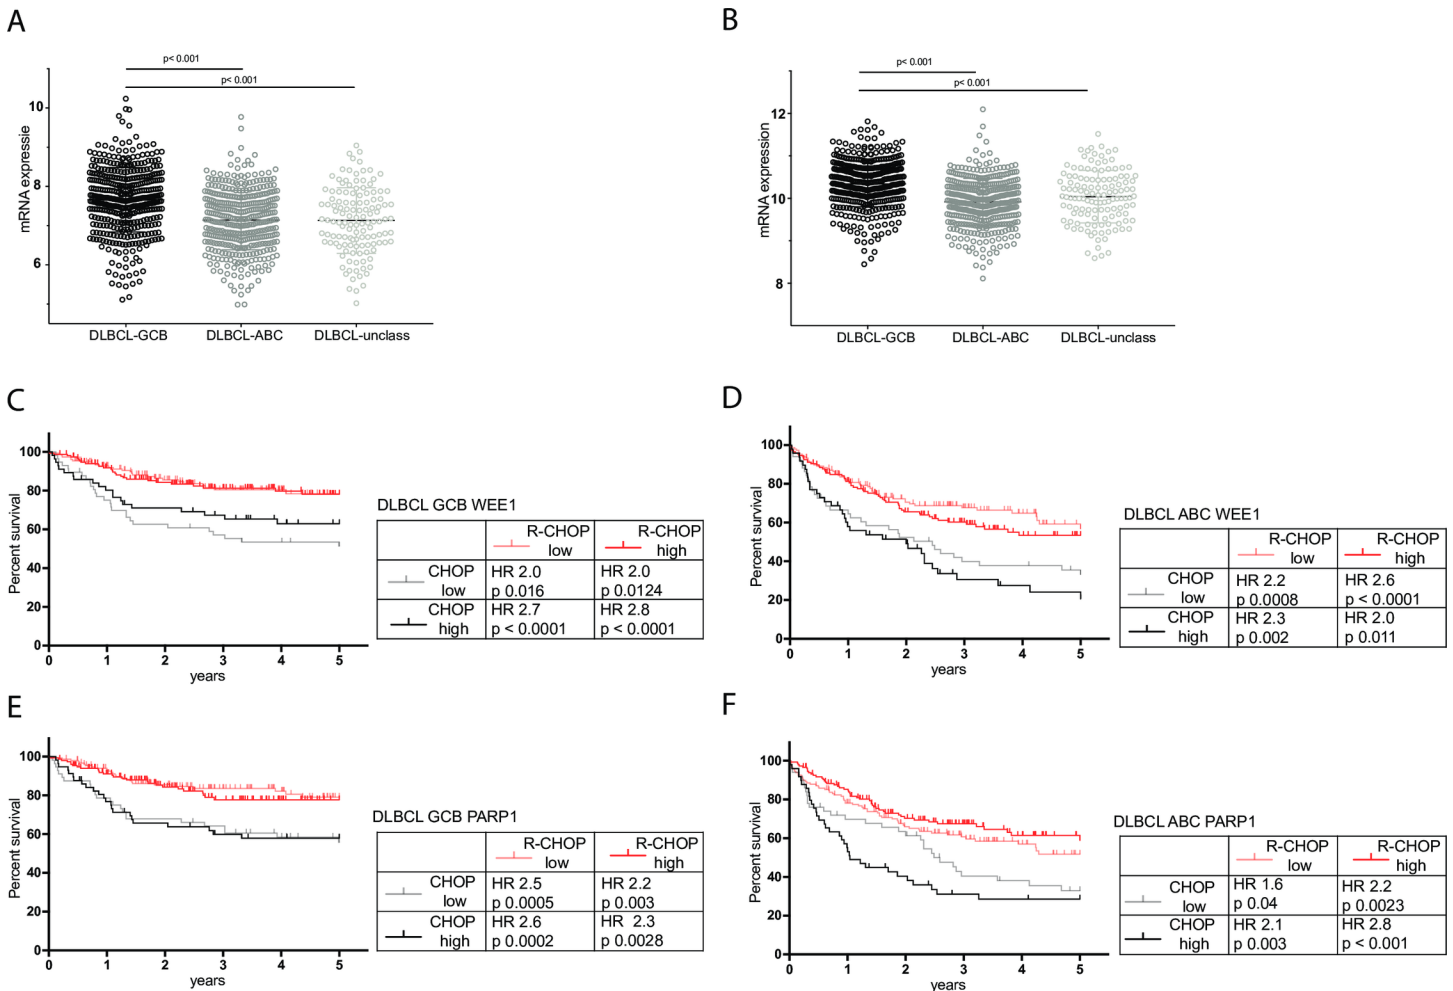 A
p< 0.001
p< 0.001
mRNA expressie
10
8
6
DLBCL-GCB DLBCL-ABC DLBCL-unclass
B
p< 0.001
p< 0.001
mRNA expression
12
10
8
DLBCL-GCB DLBCL-ABC DLBCL-unclass
C
Percent survival
100
80
60
40
20
0
0 1 2 3 4 5
years
DLBCL GCB WEE1
R-CHOP low R-CHOP high
CHOP low HR 2.0 p 0.016 HR 2.0 p 0.0124
CHOP high HR 2.7 p < 0.0001 HR 2.8 p < 0.0001
D
Percent survival
100
80
60
40
20
0
0 1 2 3 4 5
years
DLBCL ABC WEE1
R-CHOP low R-CHOP high
CHOP low HR 2.2 p 0.0008 HR 2.6 p < 0.0001
CHOP high HR 2.3 p 0.002 HR 2.0 p 0.011
E
Percent survival
100
80
60
40
20
0
0 1 2 3 4 5
years
DLBCL GCB PARP1
R-CHOP low R-CHOP high
CHOP low HR 2.5 p 0.0005 HR 2.2 p 0.003
CHOP high HR 2.6 p 0.0002 HR 2.3 p 0.0028
F
Percent survival
100
80
60
40
20
0
0 1 2 3 4 5
years
DLBCL ABC PARP1
R-CHOP low R-CHOP high
CHOP low HR 1.6 p 0.04 HR 2.2 p 0.0023
CHOP high HR 2.1 p 0.003 HR 2.8 p < 0.001